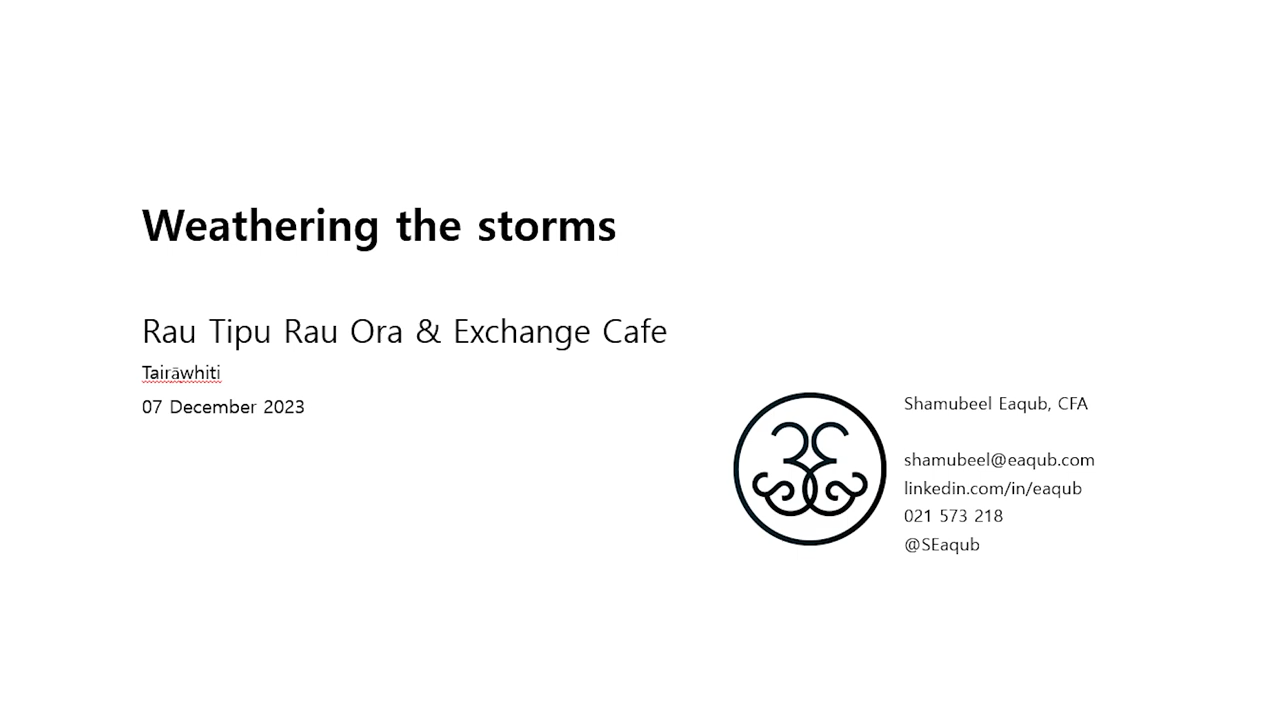 Weathering the storms
Rau Tipu Rau Ora & Exchange Cafe
Tairāwhiti
07 December 2023
Shamubeel Eaqub, CFA
shamubeel@eaqub.com
linkedin.com/in/eaqub
021 573 218
@SEaqub